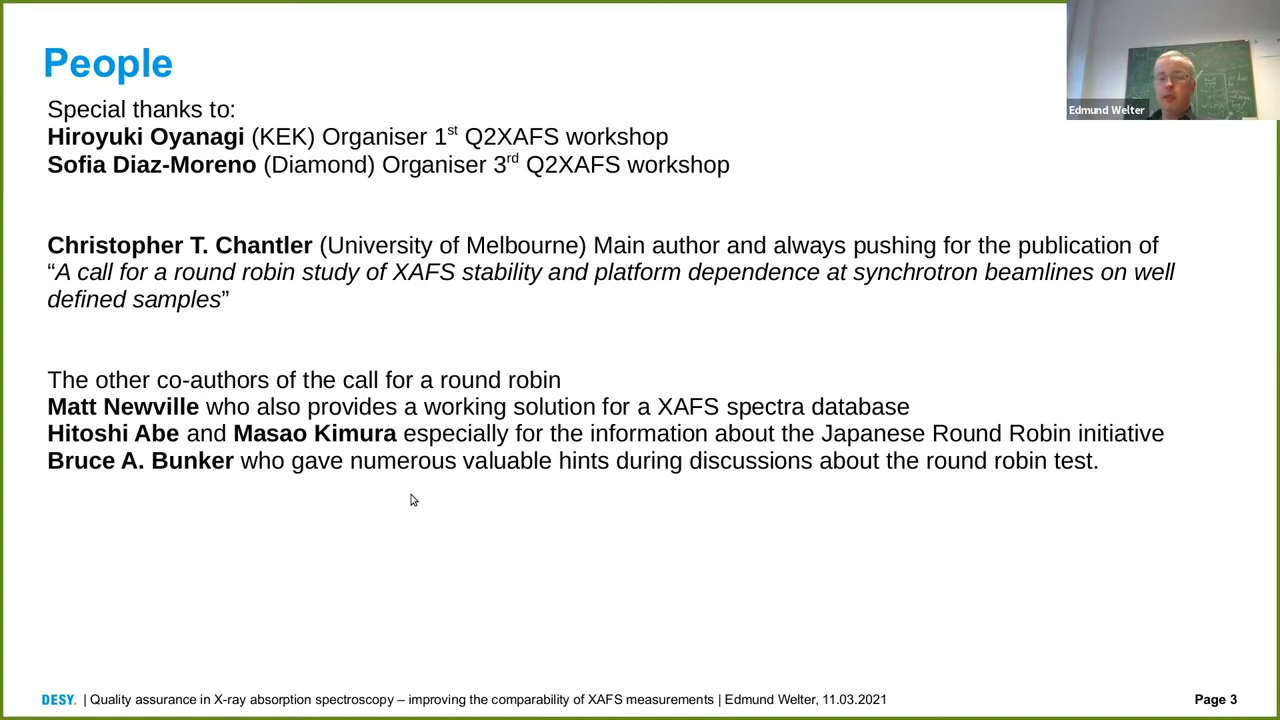 People
Edmund Welter
Special thanks to:
Hiroyuki Oyanagi (KEK) Organiser 1st Q2XAFS workshop
Sofia Diaz-Moreno (Diamond) Organiser 3rd Q2XAFS workshop
Christopher T. Chantler (University of Melbourne) Main author and always pushing for the publication of
“A call for a round robin study of XAFS stability and platform dependence at synchrotron beamlines on well
defined samples”
The other co-authors of the call for a round robin
Matt Newville who also provides a working solution for a XAFS spectra database
Hitoshi Abe and Masao Kimura especially for the information about the Japanese Round Robin initiative
Bruce A. Bunker who gave numerous valuable hints during discussions about the round robin test.
DESY. | Quality assurance in X-ray absorption spectroscopy – improving the comparability of XAFS measurements | Edmund Welter, 11.03.2021
Page 3